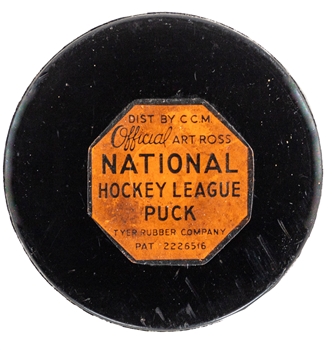 DIST BY C.C.M
Official ART ROSS
NATIONAL
HOCKEY LEAGUE
PUCK
TYER RUBBER COMPANY
PAT 2226516